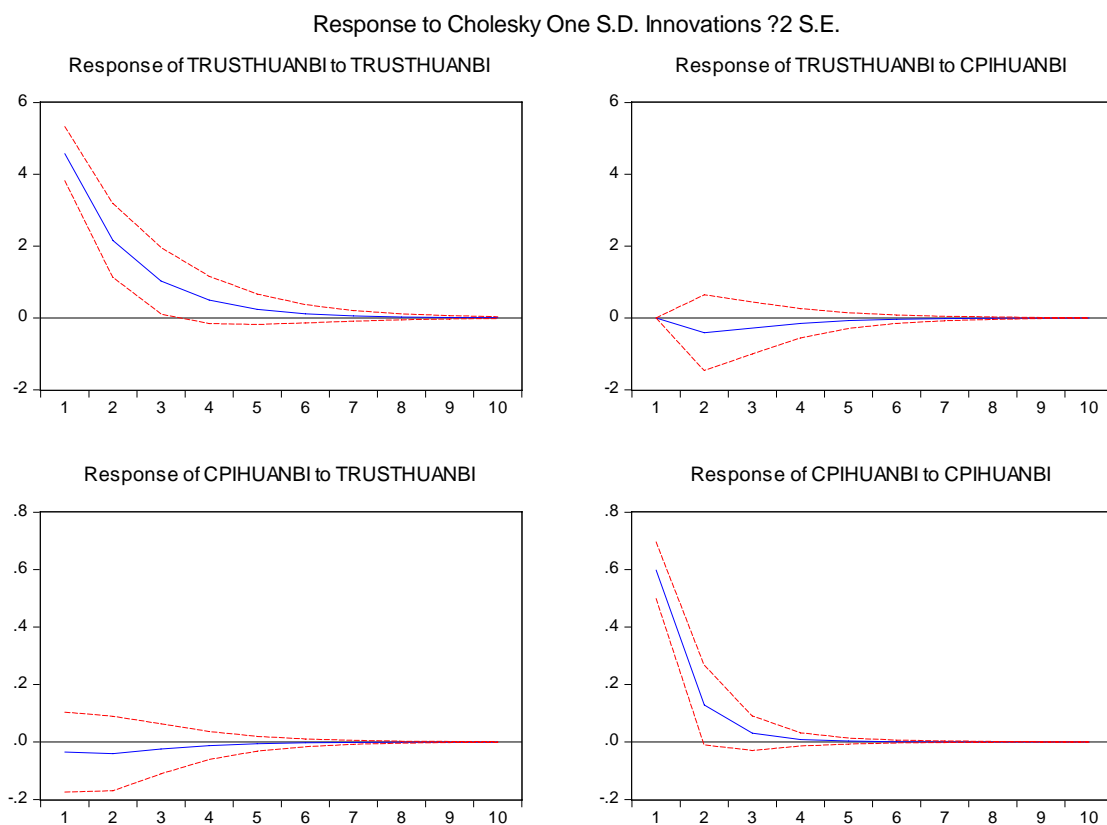 Response to Cholesky One S.D. Innovations ?2 S.E.
Response of TRUSTHUANBI to TRUSTHUANBI
6
4
2
0
-2
1 2 3 4 5 6 7 8 9 10
Response of TRUSTHUANBI to CPIHUANBI
6
4
2
0
-2
1 2 3 4 5 6 7 8 9 10
Response of CPIHUANBI to TRUSTHUANBI
.8
.6
.4
.2
.0
-.2
1 2 3 4 5 6 7 8 9 10
Response of CPIHUANBI to CPIHUANBI
.8
.6
.4
.2
.0
-.2
1 2 3 4 5 6 7 8 9 10